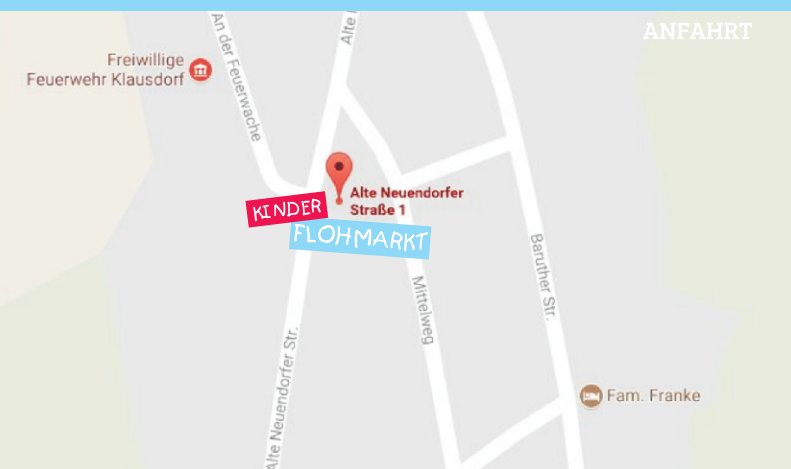 ANFAHRT
Alte
An der Feuerwache
Freiwillige
Feuerwehr Klausdorf
Alte Neuendorfer
Straße 1
KINDER
FLOHMARKT
Baruther Str.
Mittelweg
Alte Neuendorfer Str.
Fam. Franke